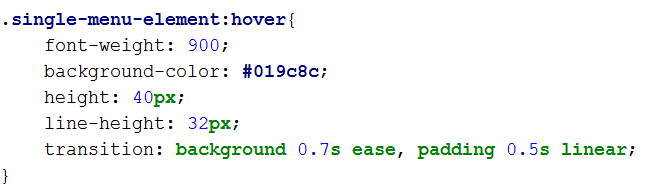 .single-menu-element:hover{
    font-weight: 900;
    background-color: #019c8c;
    height: 40px;
    line-height: 32px;
    transition: background 0.7s ease, padding 0.5s linear;
}